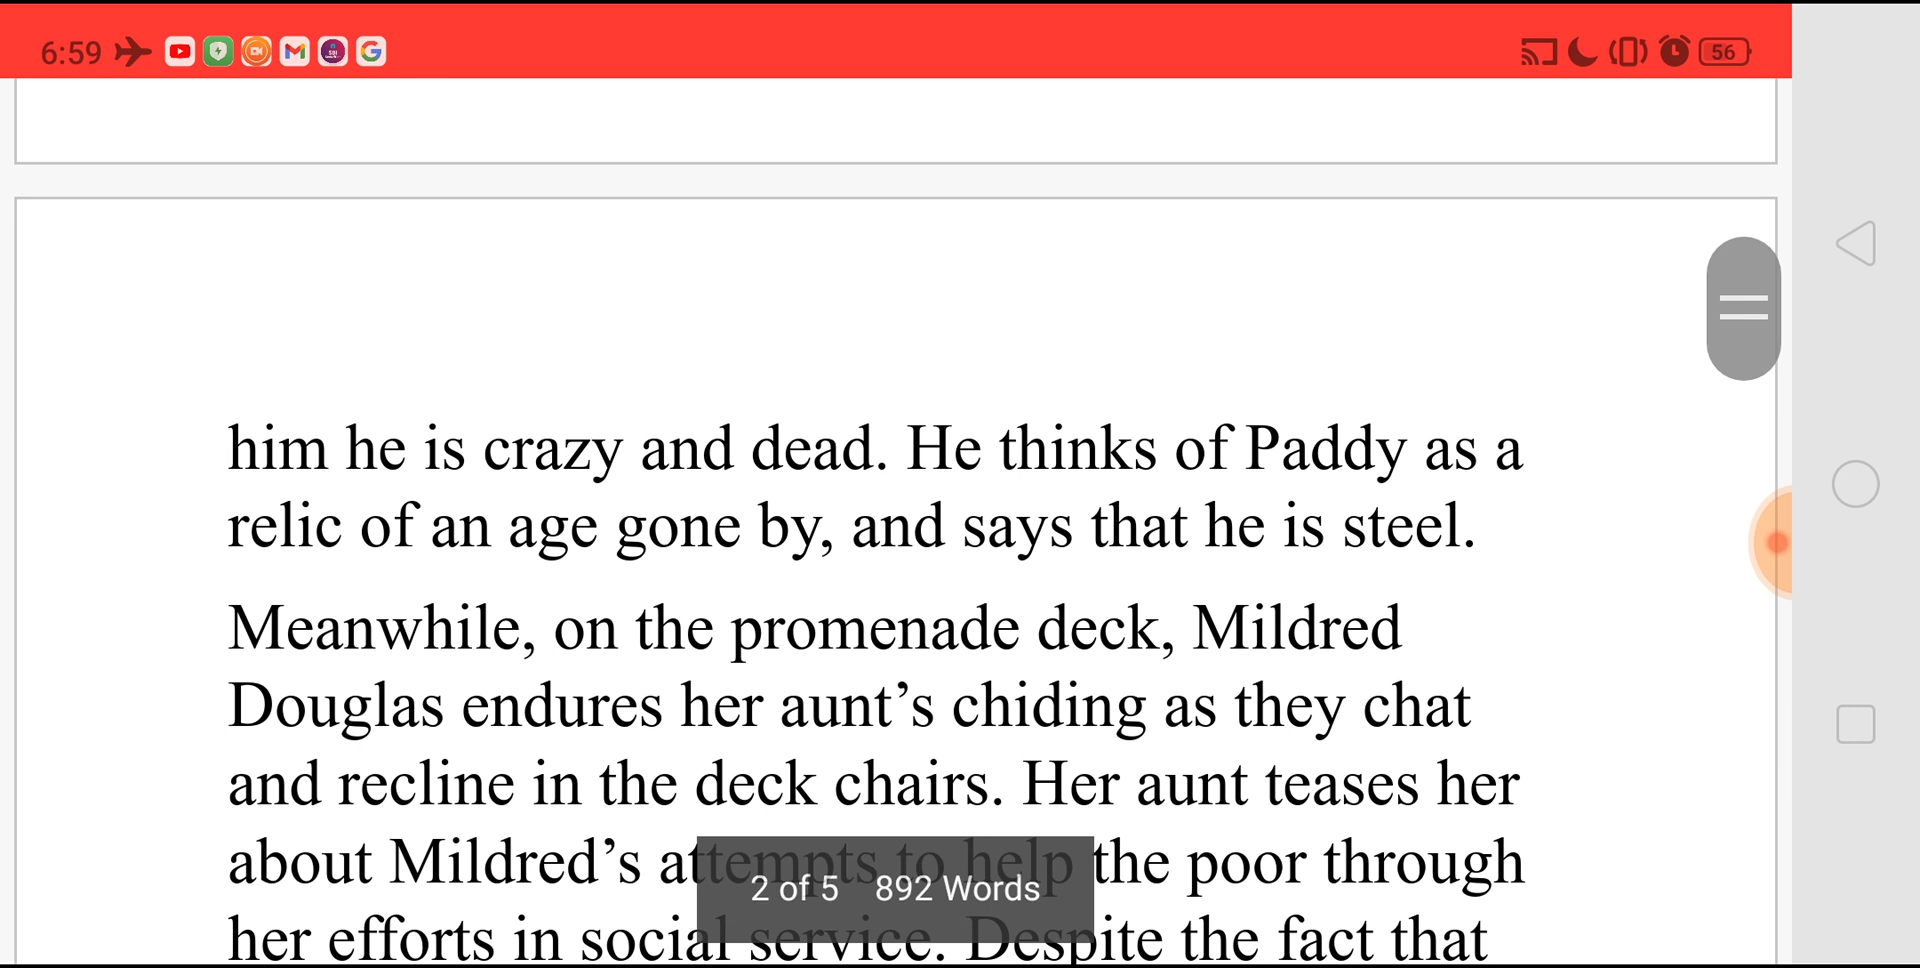 6:59
56
him he is crazy and dead. He thinks of Paddy as a
relic of an age gone by, and says that he is steel.
Meanwhile, on the promenade deck, Mildred
Douglas endures her aunt’s chiding as they chat
and recline in the deck chairs. Her aunt teases her
about Mildred’s attempts to help the poor through
2 of 5 892 Words
her efforts in social service. Despite the fact that